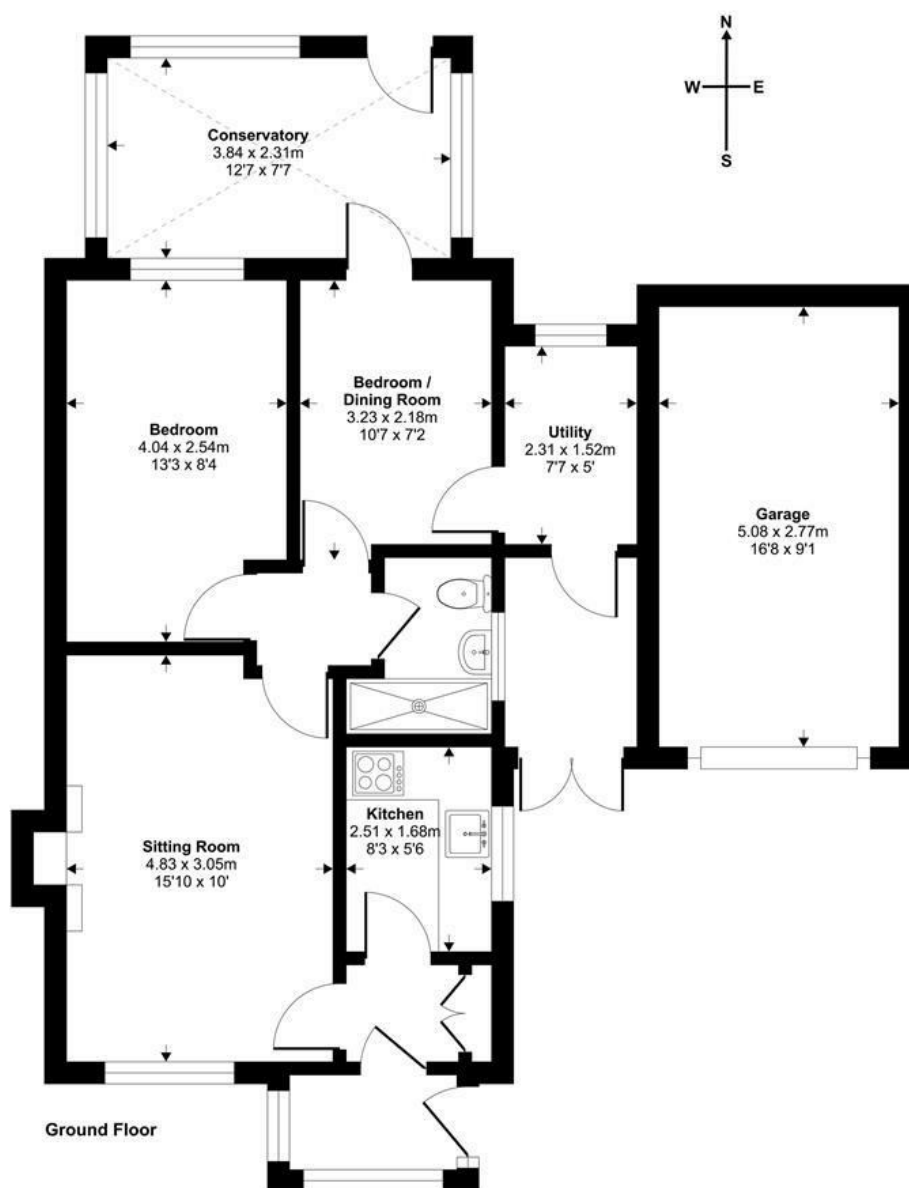 N
W E
S
Conservatory
3.84 x 2.31m
12'7 x 7'7
Bedroom /
Dining Room
3.23 x 2.18m
10'7 x 7'2
Bedroom
4.04 x 2.54m
13'3 x 8'4
Utility
2.31 x 1.52m
7'7 x 5'
Garage
5.08 x 2.77m
16'8 x 9'1
Kitchen
2.51 x 1.68m
8'3 x 5'6
Sitting Room
4.83 x 3.05m
15'10 x 10'
Ground Floor